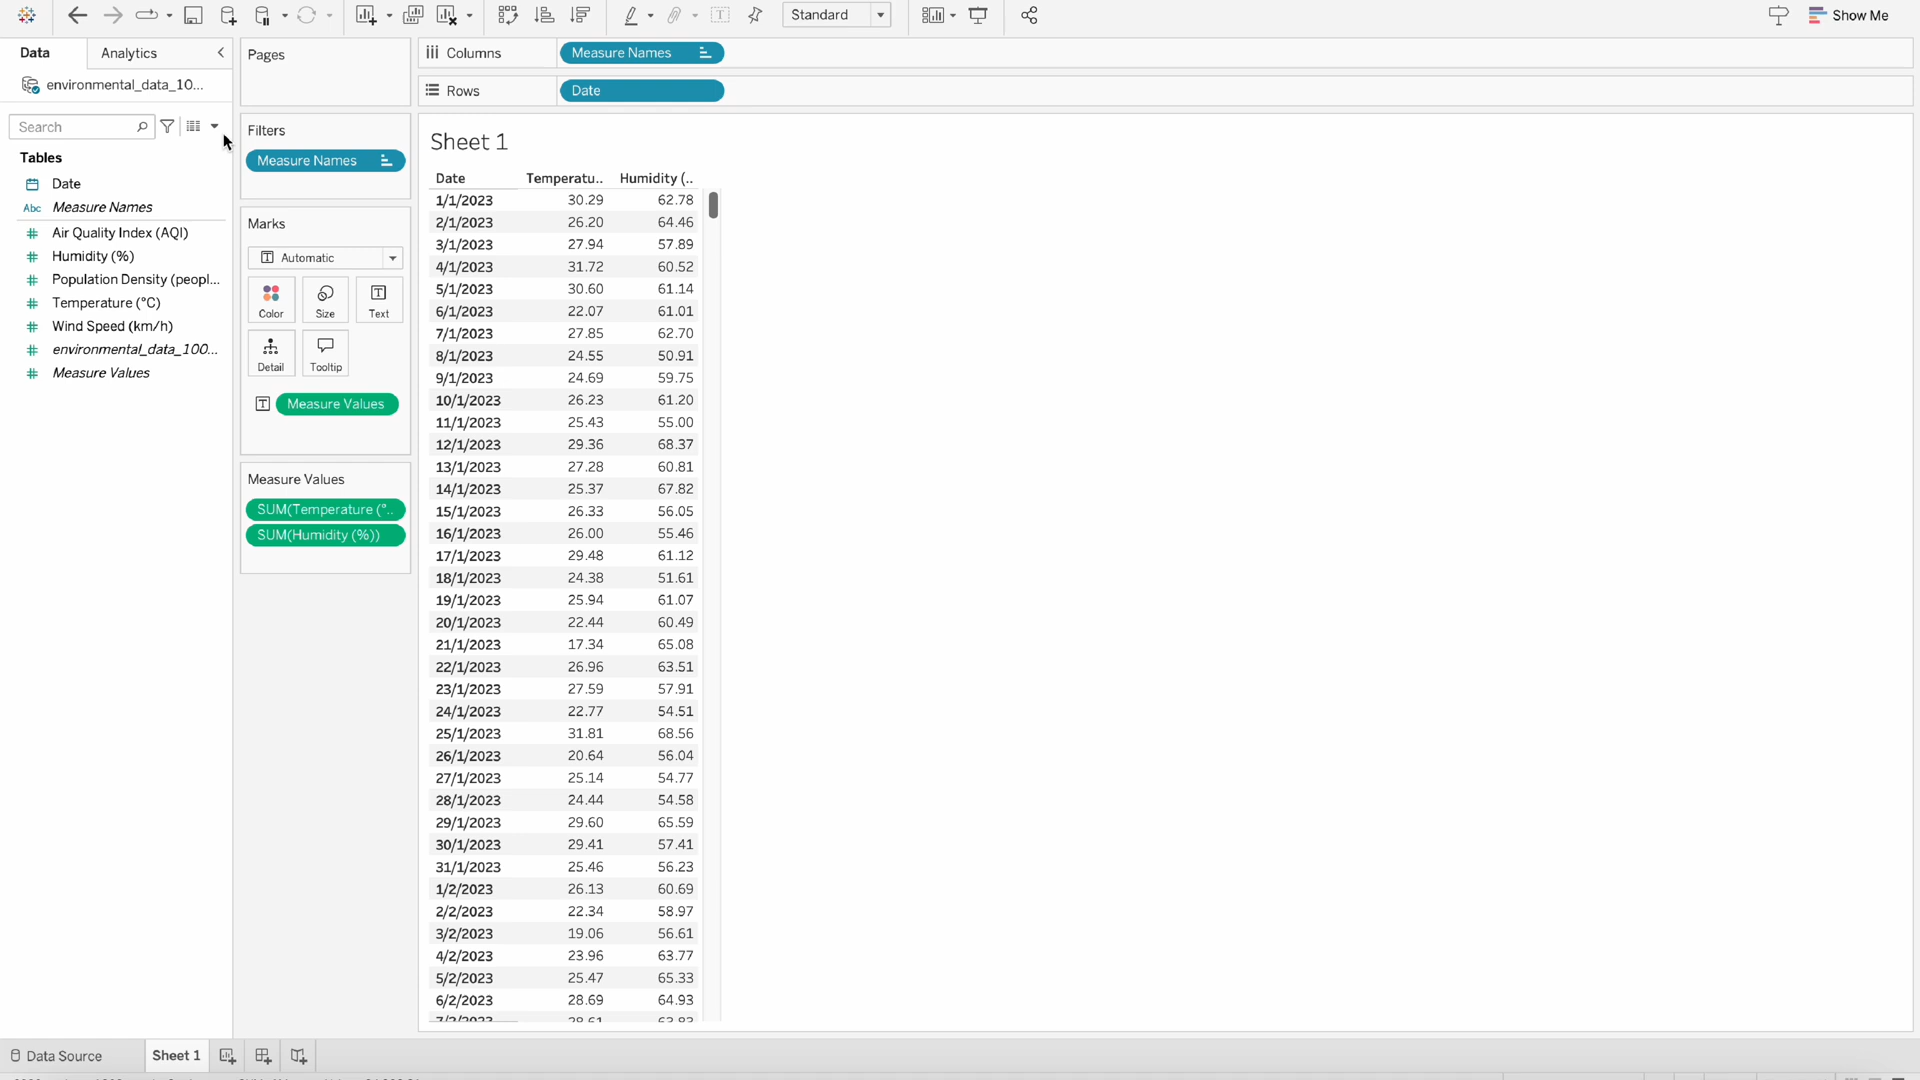 Standard
Show Me
Data
Analytics
environmental_data_10...
Search
Tables
Date
Abc
Measure Names
Air Quality Index (AQI)
Humidity (%)
Population Density (peopl...
Temperature (°C)
Wind Speed (km/h)
environmental_data_100...
Measure Values
Pages
Filters
Measure Names
Marks
Automatic
Color
Size
Text
Detail
Tooltip
Measure Values
Measure Values
SUM(Temperature (°..
SUM(Humidity (%))
Columns
Measure Names
Rows
Date
Sheet 1
Date Temperatu.. Humidity (..
1/1/2023 30.29 62.78
2/1/2023 26.20 64.46
3/1/2023 27.94 57.89
4/1/2023 31.72 60.52
5/1/2023 30.60 61.14
6/1/2023 22.07 61.01
7/1/2023 27.85 62.70
8/1/2023 24.55 50.91
9/1/2023 24.69 59.75
10/1/2023 26.23 61.20
11/1/2023 25.43 55.00
12/1/2023 29.36 68.37
13/1/2023 27.28 60.81
14/1/2023 25.37 67.82
15/1/2023 26.33 56.05
16/1/2023 26.00 55.46
17/1/2023 29.48 61.12
18/1/2023 24.38 51.61
19/1/2023 25.94 61.07
20/1/2023 22.44 60.49
21/1/2023 17.34 65.08
22/1/2023 26.96 63.51
23/1/2023 27.59 57.91
24/1/2023 22.77 54.51
25/1/2023 31.81 68.56
26/1/2023 20.64 56.04
27/1/2023 25.14 54.77
28/1/2023 24.44 54.58
29/1/2023 29.60 65.59
30/1/2023 29.41 57.41
31/1/2023 25.46 56.23
1/2/2023 26.13 60.69
2/2/2023 22.34 58.97
3/2/2023 19.06 56.61
4/2/2023 23.96 63.77
5/2/2023 25.47 65.33
6/2/2023 28.69 64.93
7/2/2023
Data Source
Sheet 1